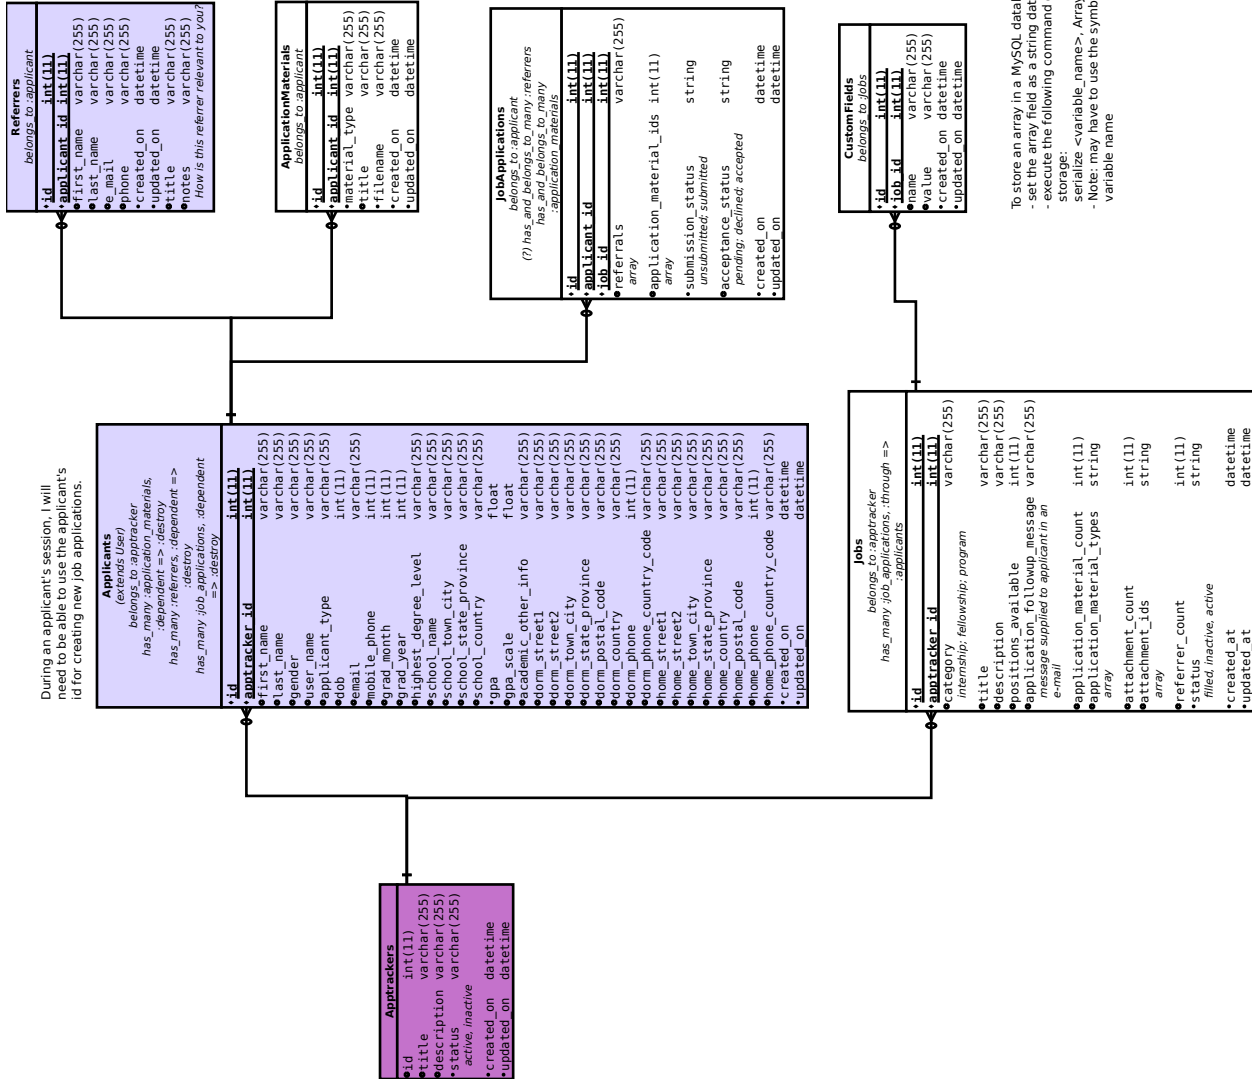 Apptrackers
id int(11)
title varchar(255)
description varchar(255)
status varchar(255)
active, inactive
created_on datetime
updated_on datetime
During an applicant's session, I will
need to be able to use the applicant's
id for creating new job applications.
Applicants
(extends User)
belongs_to :apptracker
has_many :application_materials,
:dependent => :destroy
has_many :referrers, :dependent =>
:destroy
has_many :job_applications, :dependent
=> :destroy
id int(11)
apptracker_id int(11)
first_name varchar(255)
last_name varchar(255)
gender varchar(255)
user_name varchar(255)
applicant_type varchar(255)
dob int(11)
email varchar(255)
mobile_phone int(11)
grad_month int(11)
grad_year int(11)
highest_degree_level varchar(255)
school_name varchar(255)
school_town_city varchar(255)
school_state_province varchar(255)
school_country varchar(255)
gpa float
gpa_scale float
academic_other_info varchar(255)
dorm_street1 varchar(255)
dorm_street2 varchar(255)
dorm_town_city varchar(255)
dorm_state_province varchar(255)
dorm_postal_code varchar(255)
dorm_country varchar(255)
dorm_phone int(11)
dorm_phone_country_code varchar(255)
home_street1 varchar(255)
home_street2 varchar(255)
home_town_city varchar(255)
home_state_province varchar(255)
home_postal_code varchar(255)
home_country varchar(255)
home_phone int(11)
home_phone_country_code varchar(255)
created_on datetime
updated_on datetime
Jobs
belongs_to :apptracker
has_many :job_applications, :through =>
:applicants
id int(11)
apptracker_id int(11)
category varchar(255)
internship; fellowship; program
title varchar(255)
description varchar(255)
positions_available int(11)
application_followup_message varchar(255)
message supplied to applicant in an
e-mail
application_material_count int(11)
application_material_types string
array
attachment_count int(11)
attachment_ids string
array
referrer_count int(11)
status string
filled, inactive, active
created_at datetime
updated_at datetime
Referrers
belongs_to :applicant
id int(11)
applicant_id int(11)
first_name varchar(255)
last_name varchar(255)
e_mail varchar(255)
phone varchar(255)
created_on datetime
updated_on datetime
title varchar(255)
notes varchar(255)
How is this referrer relevant to you?
ApplicationMaterials
belongs_to :applicant
id int(11)
applicant_id int(11)
material_type varchar(255)
title varchar(255)
filename varchar(255)
created_on datetime
updated_on datetime
JobApplications
belongs_to :applicant
(?) has_and_belongs_to_many :referrers
has_and_belongs_to_many
:application_materials
id int(11)
applicant_id int(11)
job_id int(11)
referrals varchar(255)
array
application_material_ids int(11)
array
submission_status string
unsubmitted; submitted
acceptance_status string
pending; declined; accepted
created_on datetime
updated_on datetime
CustomFields
belongs_to :jobs
id int(11)
job_id int(11)
name varchar(255)
value varchar(255)
created_on datetime
updated_on datetime
To store an array in a MySQL
- set the array field as a string
- execute the following command
storage:
serialize <variable_name>, Array
- Note: may have to use the
variable name